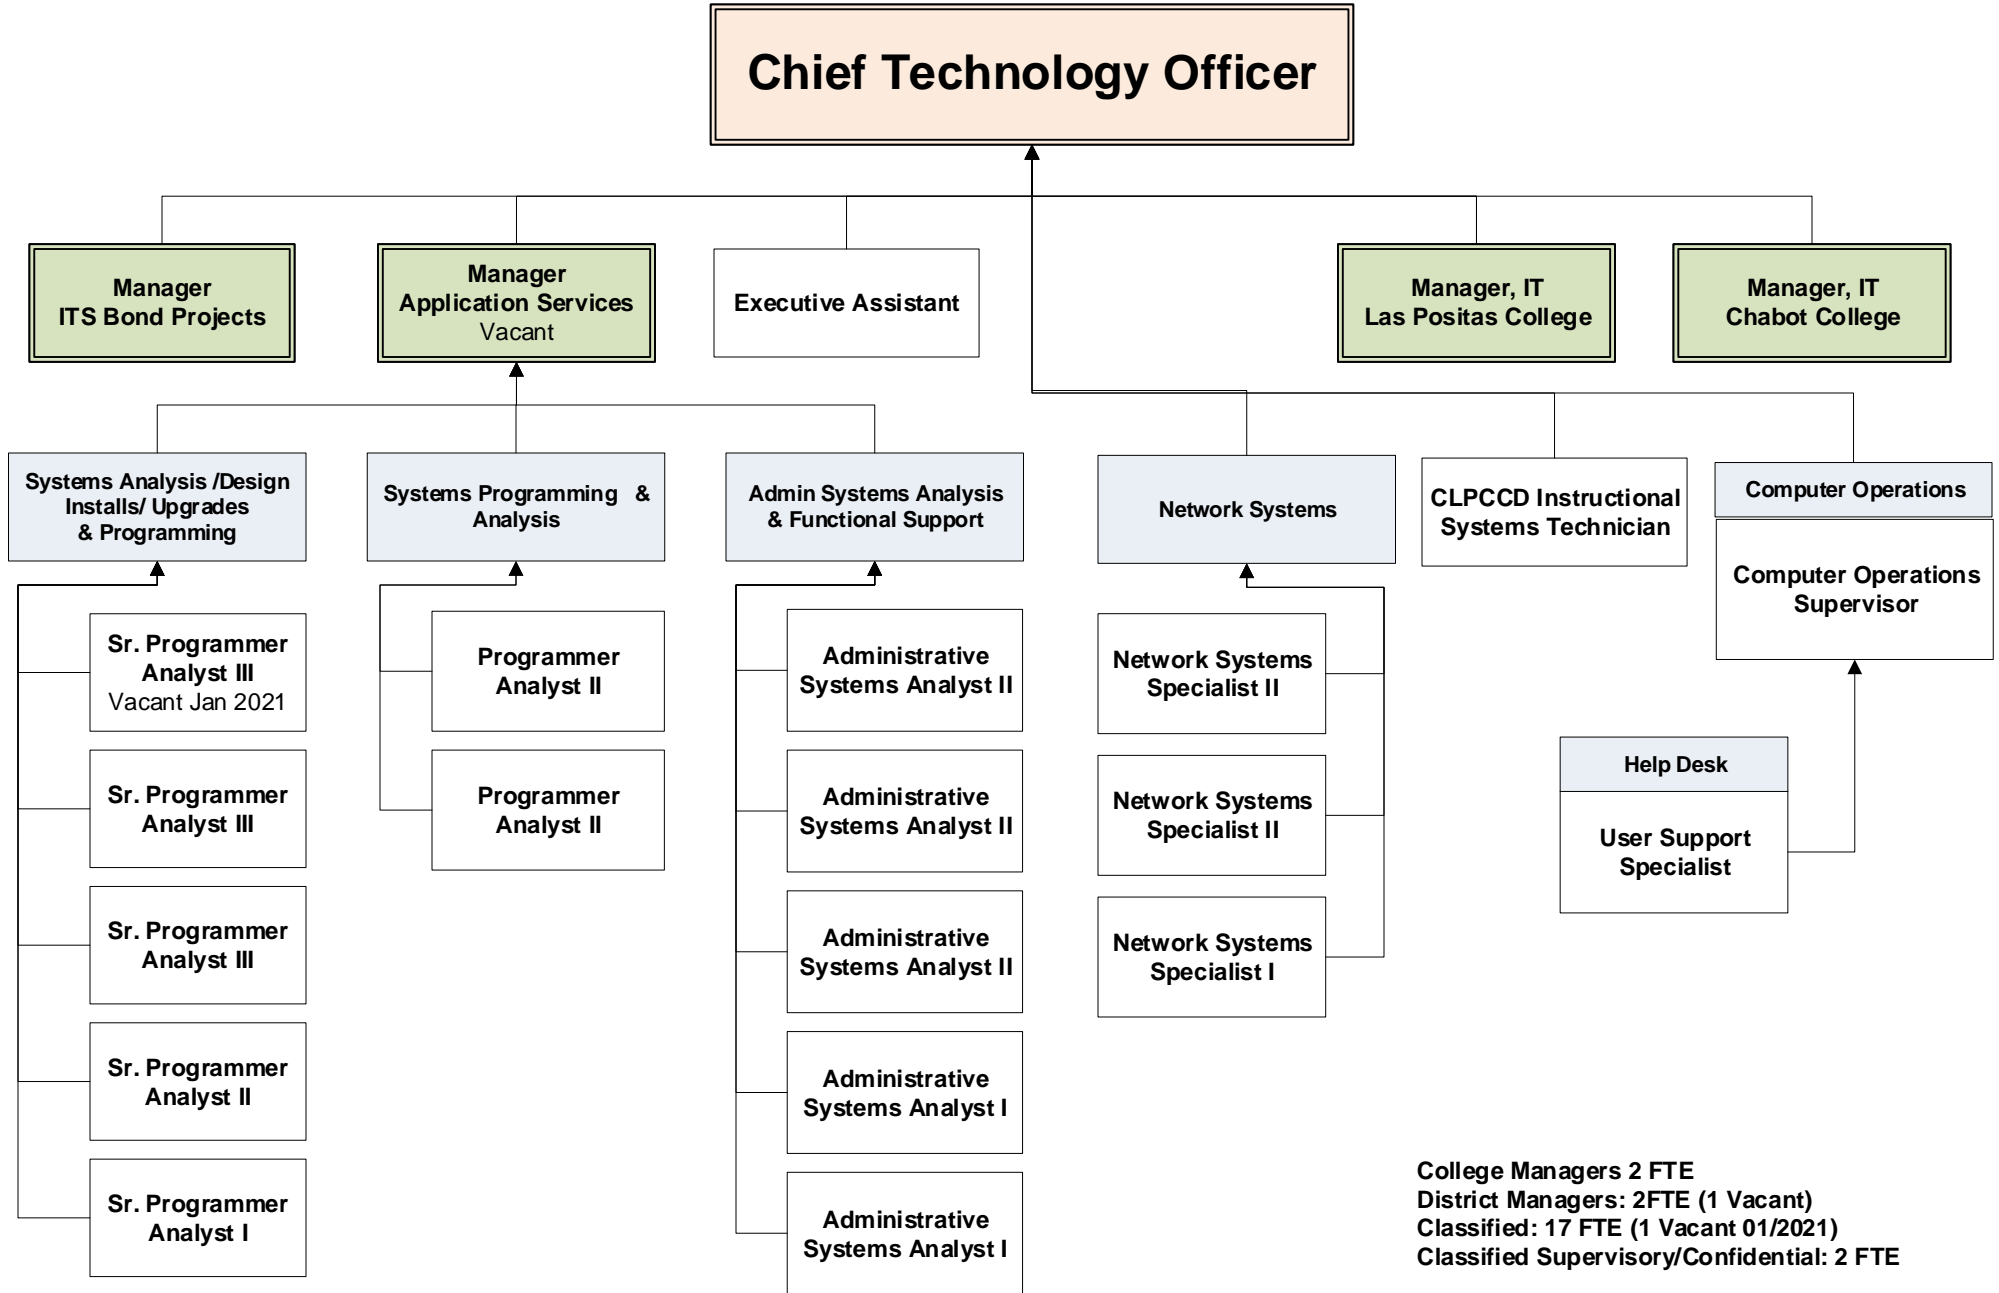 Chief Technology Officer
Manager
ITS Bond Projects
Manager
Application Services
Vacant
Executive Assistant
Manager, IT
Las Positas College
Manager, IT
Chabot College
Systems Analysis /Design
Installs/ Upgrades
& Programming
Systems Programming &
Analysis
Admin Systems Analysis
& Functional Support
Network Systems
CLPCCD Instructional
Systems Technician
Computer Operations
Computer Operations
Supervisor
Sr. Programmer
Analyst III
Vacant Jan 2021
Sr. Programmer
Analyst III
Sr. Programmer
Analyst III
Sr. Programmer
Analyst II
Sr. Programmer
Analyst I
Programmer
Analyst II
Programmer
Analyst II
Administrative
Systems Analyst II
Administrative
Systems Analyst II
Administrative
Systems Analyst II
Administrative
Systems Analyst I
Administrative
Systems Analyst I
Network Systems
Specialist II
Network Systems
Specialist II
Network Systems
Specialist I
Help Desk
User Support
Specialist
College Managers 2 FTE
District Managers: 2FTE (1 Vacant)
Classified: 17 FTE (1 Vacant 01/2021)
Classified Supervisory/Confidential: 2 FTE